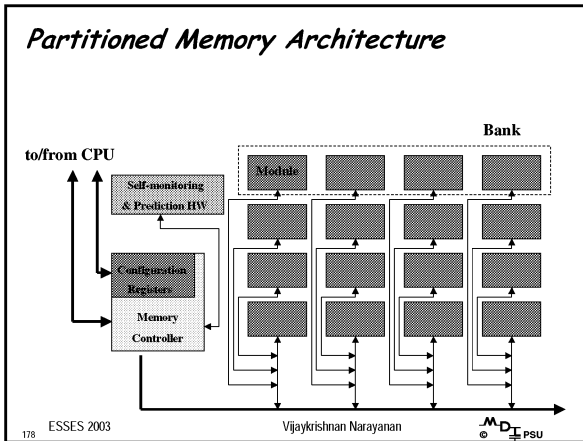 Partitioned Memory Architecture
Bank
to/from CPU
Module
Self-monitoring
& Prediction HW
Configuration
Registers
Memory
Controller
178 ESSES 2003 Vijaykrishnan Narayanan © MDL PSU